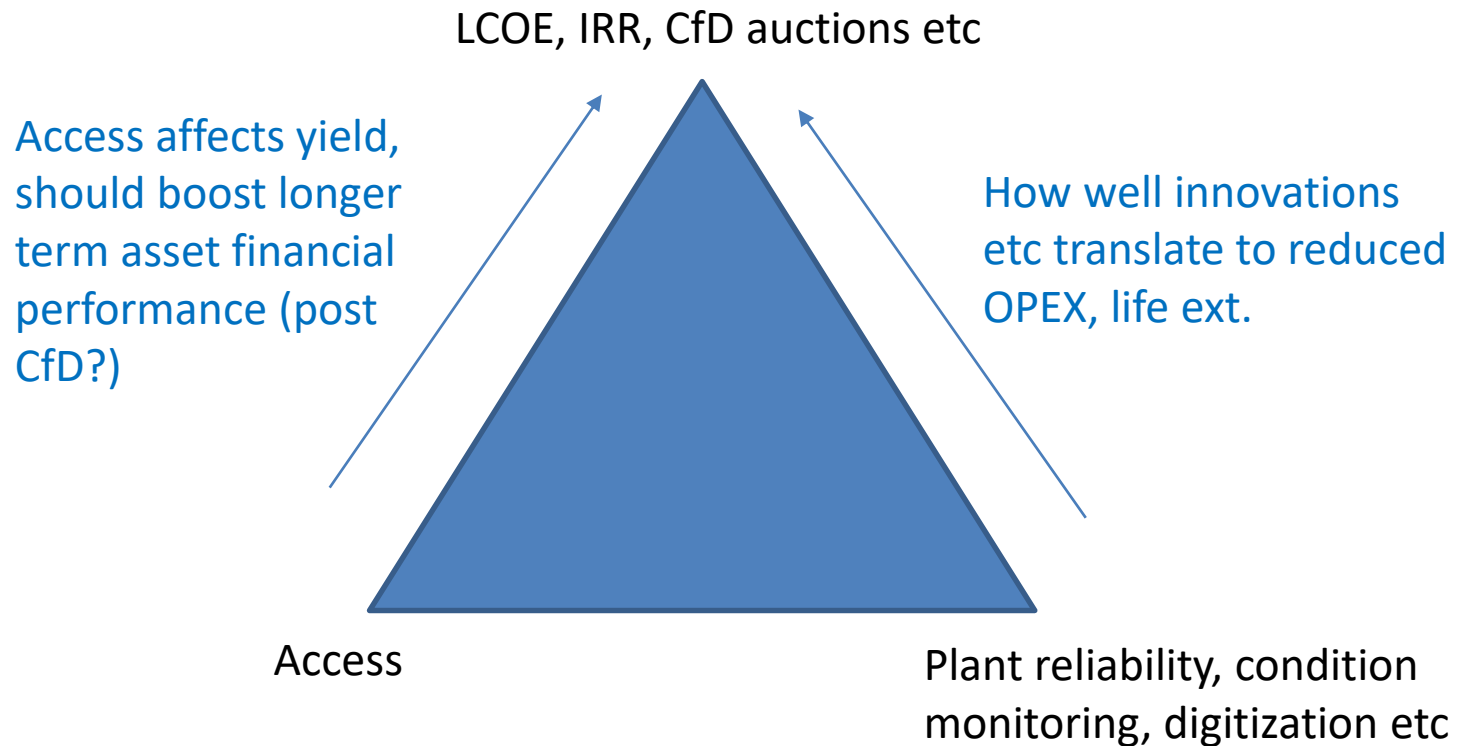 LCOE, IRR, CfD auctions etc
Access affects yield,
should boost longer
term asset financial
performance (post
CfD?)
How well innovations
etc translate to reduced
OPEX, life ext.
Access
Plant reliability, condition
monitoring, digitization etc